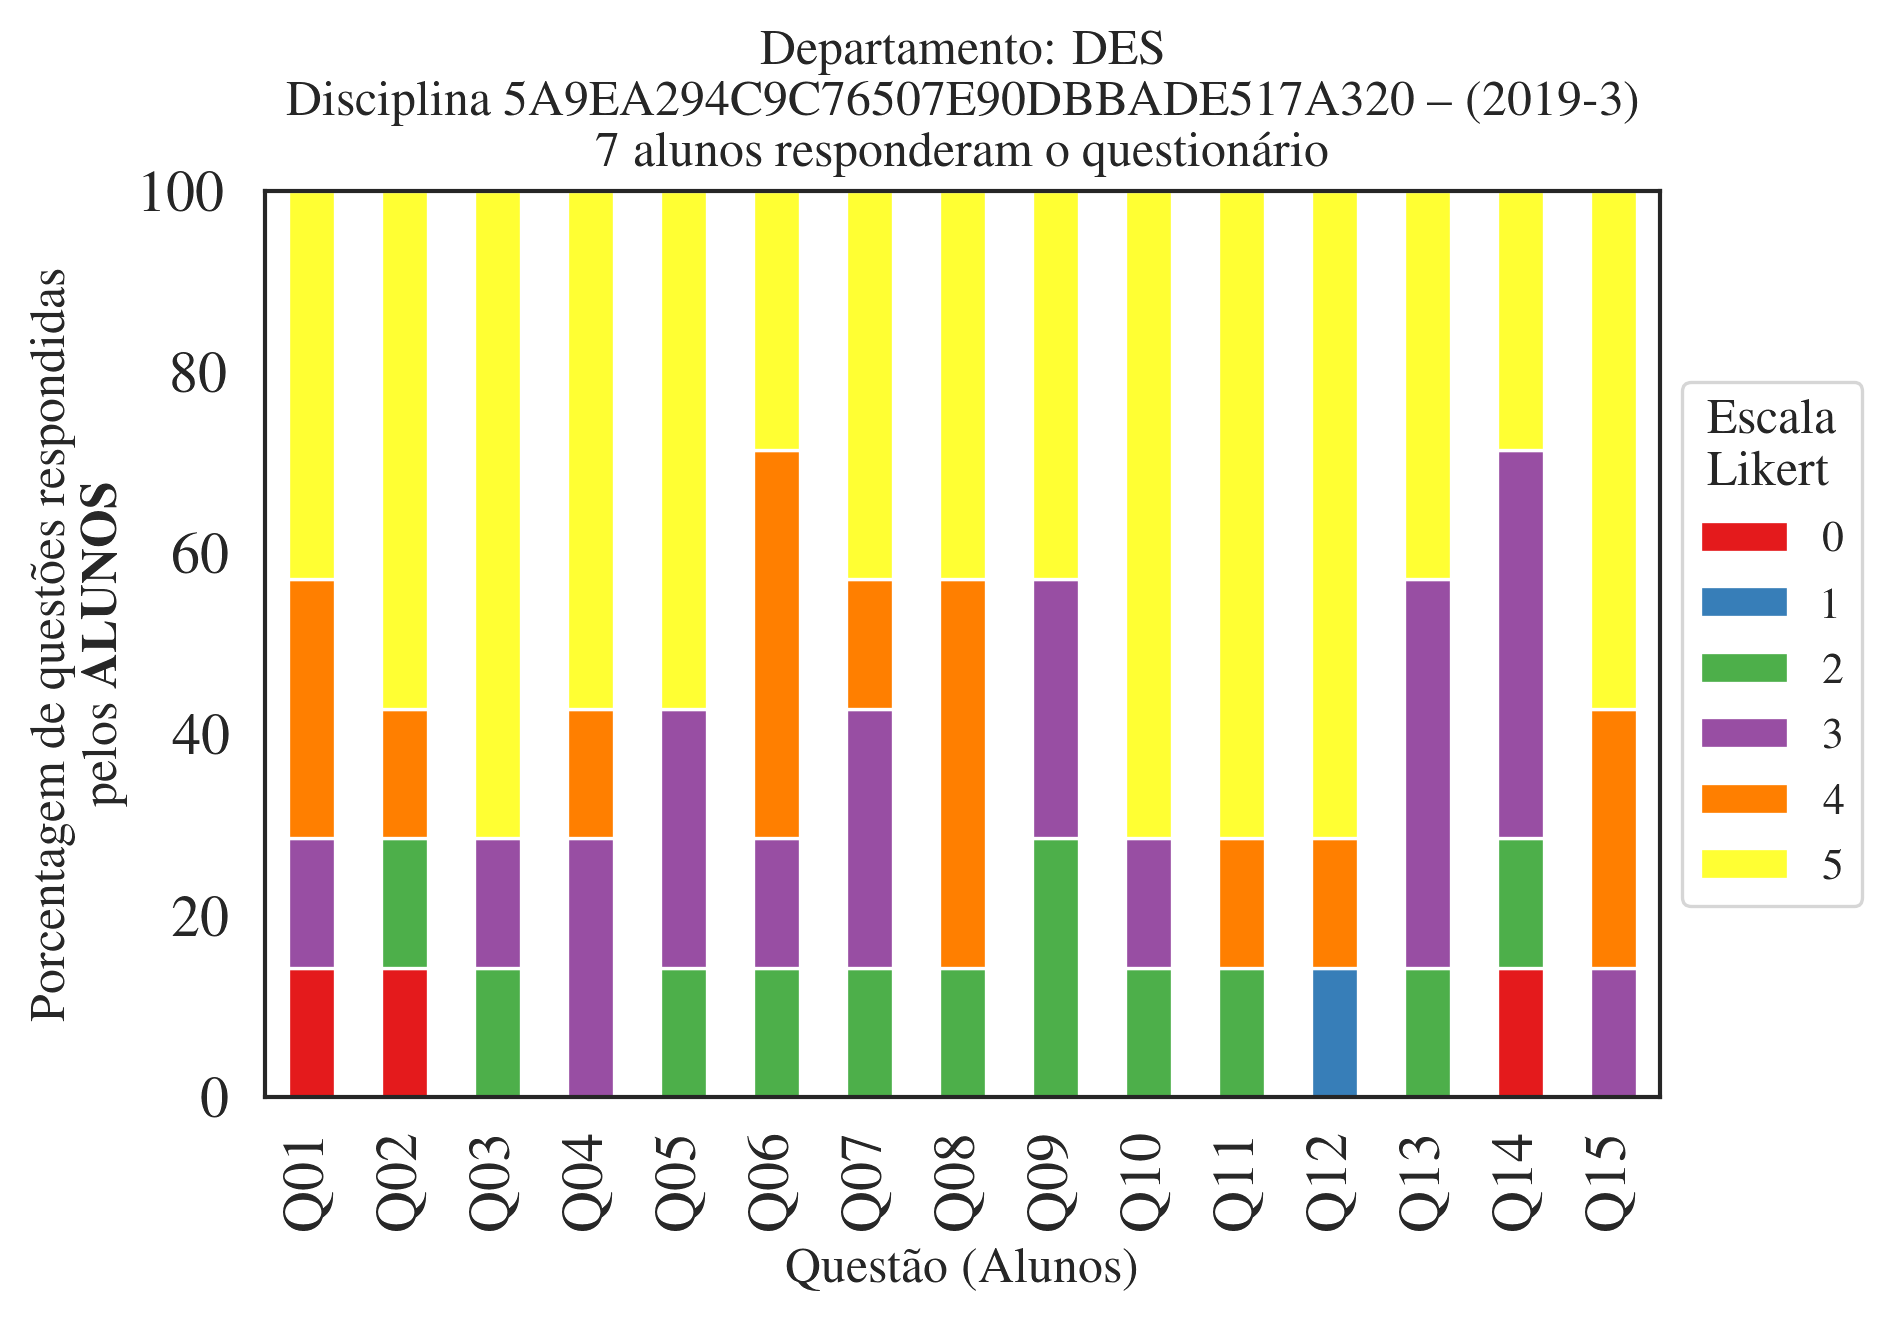 Departamento: DES
Disciplina 5A9EA294C9C76507E90DBBADE517A320 – (2019-3)
7 alunos responderam o questionário
Porcentagem de questões respondidas
pelos ALUNOS
100
80
60
40
20
0
Q01
Q02
Q03
Q04
Q05
Q06
Q07
Q08
Q09
Q10
Q11
Q12
Q13
Q14
Q15
Questão (Alunos)
Escala
Likert
0
1
2
3
4
5